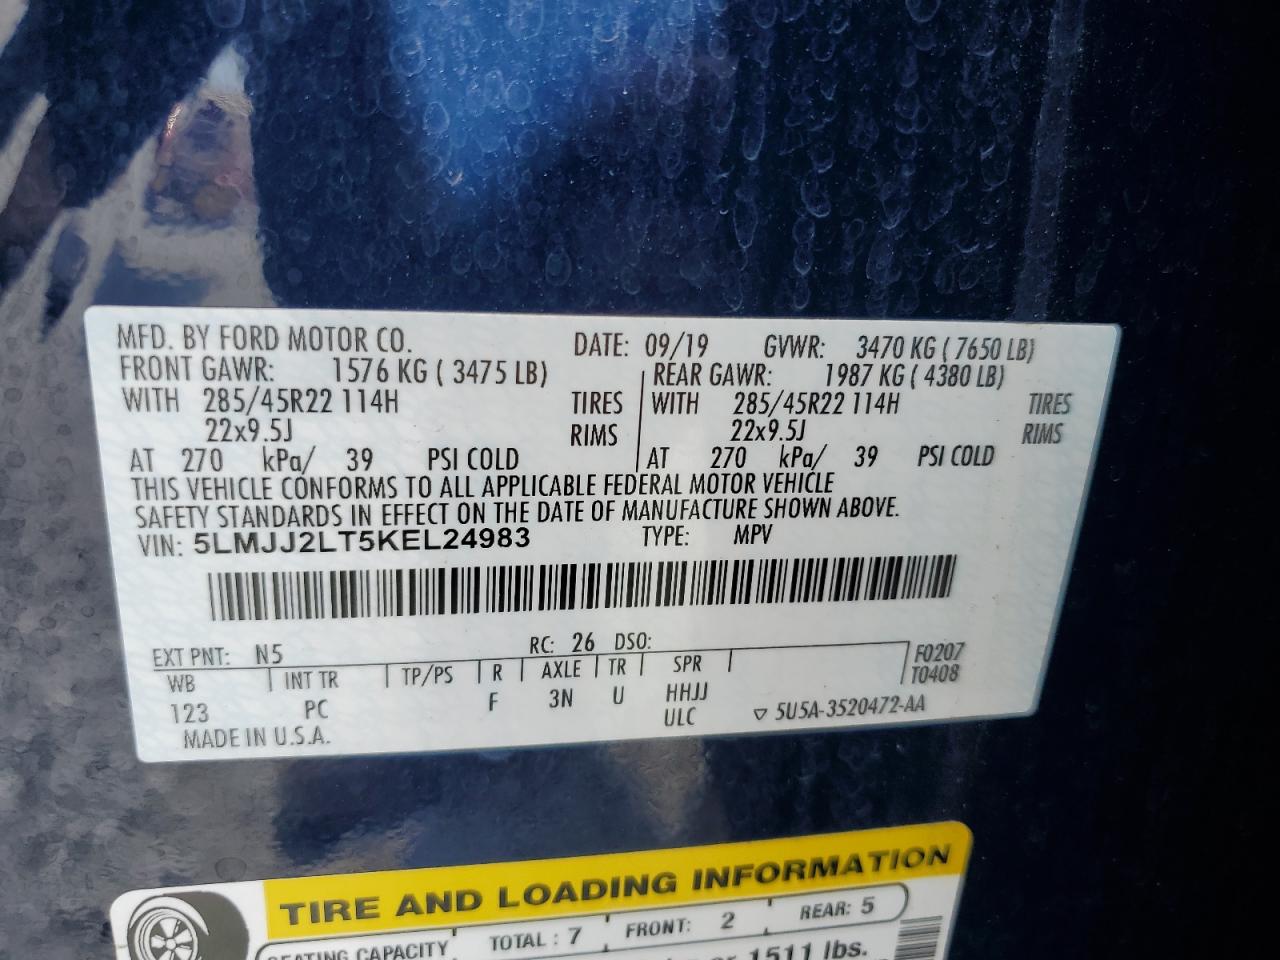 MFD. BY FORD MOTOR CO. DATE: 09/19 GVWR: 3470 KG ( 7650 LB)
FRONT GAWR: 1576 KG ( 3475 LB) REAR GAWR: 1987 KG ( 4380 LB)
WITH 285/45R22 114H TIRES WITH 285/45R22 114H TIRES
22x9.5J RIMS 22x9.5J RIMS
AT 270 kPa/ 39 PSI COLD AT 270 kPa/ 39 PSI COLD
THIS VEHICLE CONFORMS TO ALL APPLICABLE FEDERAL MOTOR VEHICLE
SAFETY STANDARDS IN EFFECT ON THE DATE OF MANUFACTURE SHOWN ABOVE.
VIN: 5LMJJ2LT5KEL24983 TYPE: MPV
EXT PNT: N5 RC: 26 DSO: F0207
WB INT TR TP/PS R AXLE TR SPR T0408
123 PC F 3N U HHJJ
ULC ▽ 5U5A-3520472-AA
MADE IN U.S.A.
TIRE AND LOADING INFORMATION
SEATING CAPACITY TOTAL : 7 FRONT: 2 REAR: 5
or 1511 lbs.